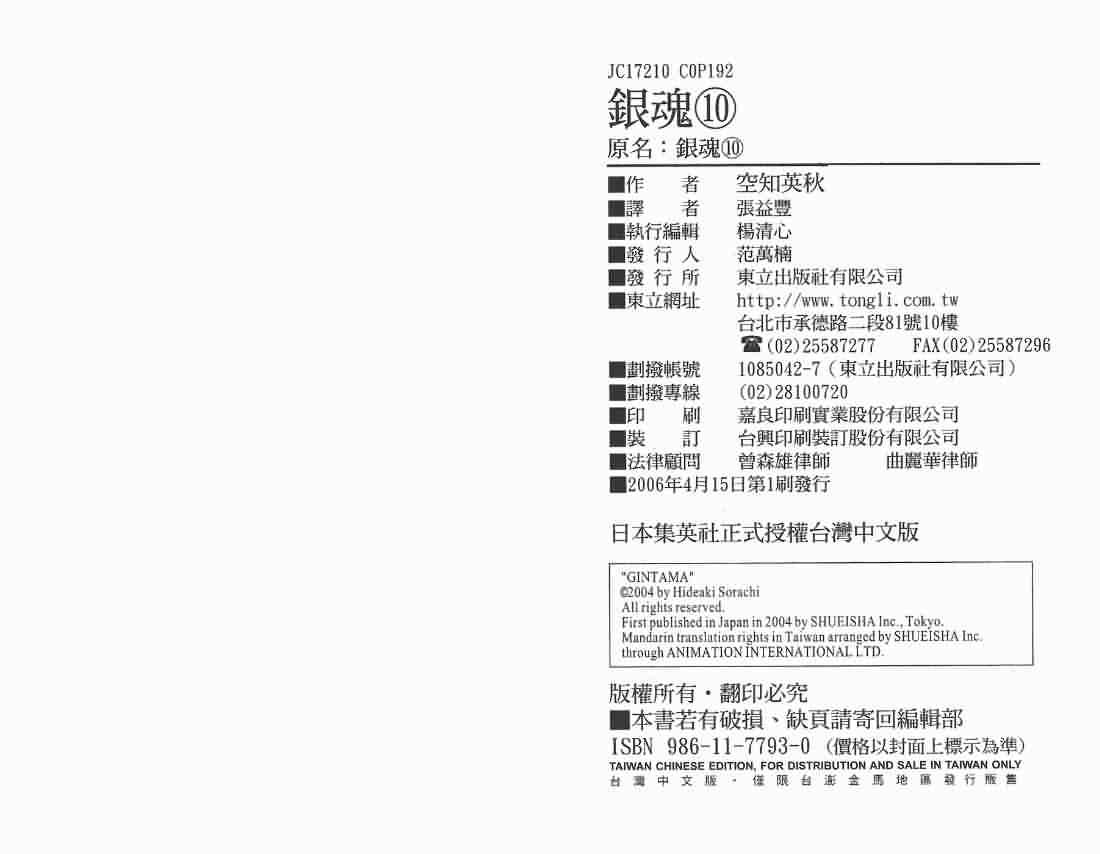 JC17210 C0P192
銀魂⑩
原名：銀魂⑩
■作　　者　空知英秋
■譯　　者　張益豐
■執行編輯　楊清心
■發 行 人　范萬楠
■發 行 所　東立出版社有限公司
■東立網址　http://www.tongli.com.tw
台北市承德路二段81號10樓
☎(02)25587277　FAX(02)25587296
■劃撥帳號　1085042-7（東立出版社有限公司）
■劃撥專線　(02)28100720
■印　　刷　嘉良印刷實業股份有限公司
■裝　　訂　台興印刷裝訂股份有限公司
■法律顧問　曾森雄律師　　曲麗華律師
■2006年4月15日第1刷發行
日本集英社正式授權台灣中文版
"GINTAMA"
©2004 by Hideaki Sorachi
All rights reserved.
First published in Japan in 2004 by SHUEISHA Inc., Tokyo.
Mandarin translation rights in Taiwan arranged by SHUEISHA Inc.
through ANIMATION INTERNATIONAL LTD.
版權所有・翻印必究
■本書若有破損、缺頁請寄回編輯部
ISBN 986-11-7793-0（價格以封面上標示為準）
TAIWAN CHINESE EDITION, FOR DISTRIBUTION AND SALE IN TAIWAN ONLY
台灣中文版・僅限台澎金馬地區發行販售